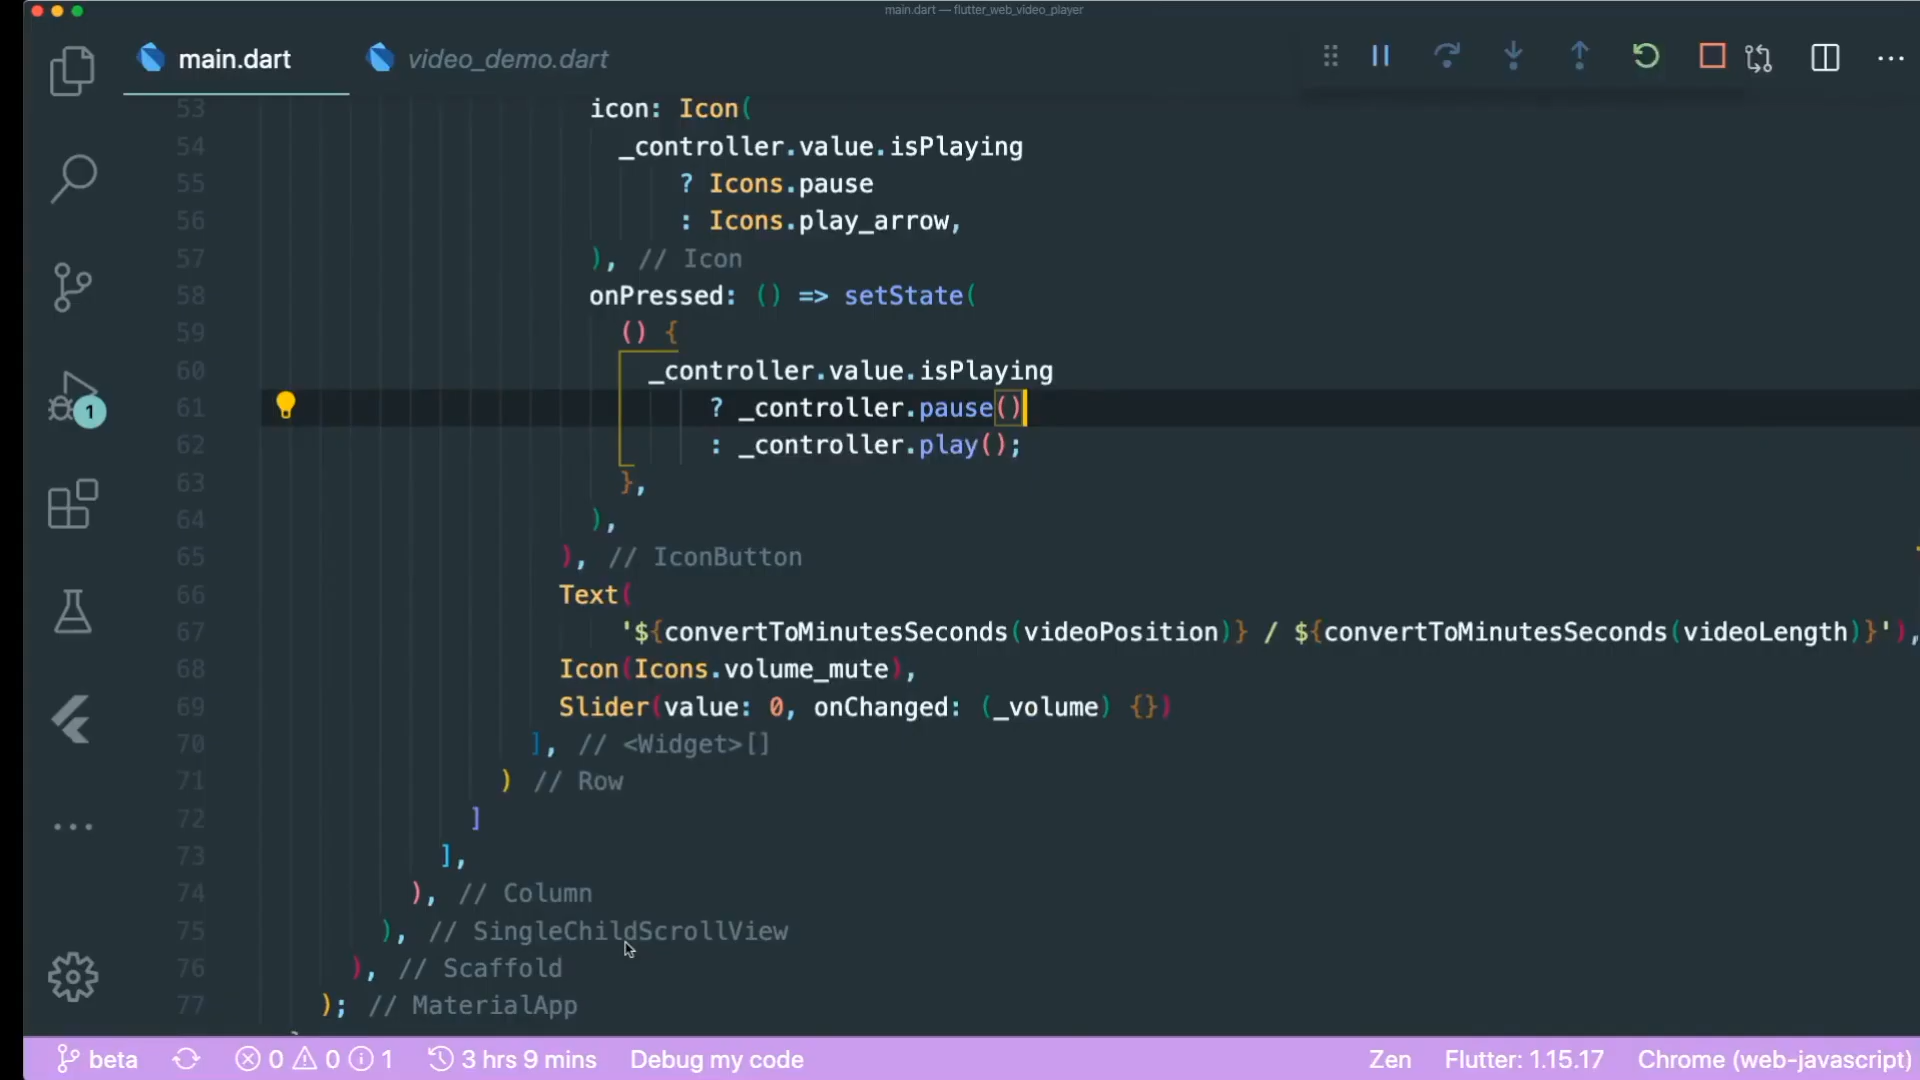 main.dart — flutter_web_video_player
main.dart
video_demo.dart
53 icon: Icon(
54 _controller.value.isPlaying
55 ? Icons.pause
56 : Icons.play_arrow,
57 ), // Icon
58 onPressed: () => setState(
59 () {
60 _controller.value.isPlaying
61 ? _controller.pause()
62 : _controller.play();
63 },
64 ),
65 ), // IconButton
66 Text(
67 '${convertToMinutesSeconds(videoPosition)} / ${convertToMinutesSeconds(videoLength)}'),
68 Icon(Icons.volume_mute),
69 Slider(value: 0, onChanged: (_volume) {})
70 ], // <Widget>[]
71 ) // Row
72 ]
73 ],
74 ), // Column
75 ), // SingleChildScrollView
76 ), // Scaffold
77 ); // MaterialApp
1
beta 0 0 1 3 hrs 9 mins Debug my code Zen Flutter: 1.15.17 Chrome (web-javascript)